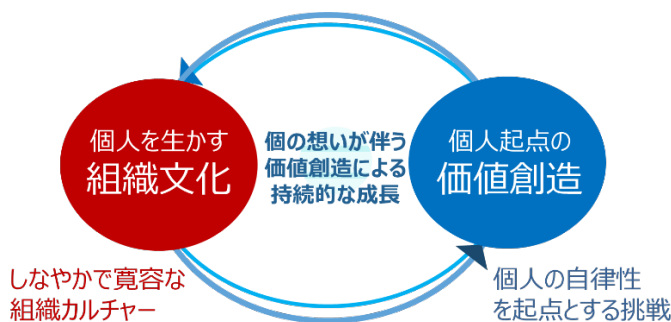 個人を生かす
組織文化
個の想いが伴う
価値創造による
持続的な成長
個人起点の
価値創造
しなやかで寛容な
組織カルチャー
個人の自律性
を起点とする挑戦